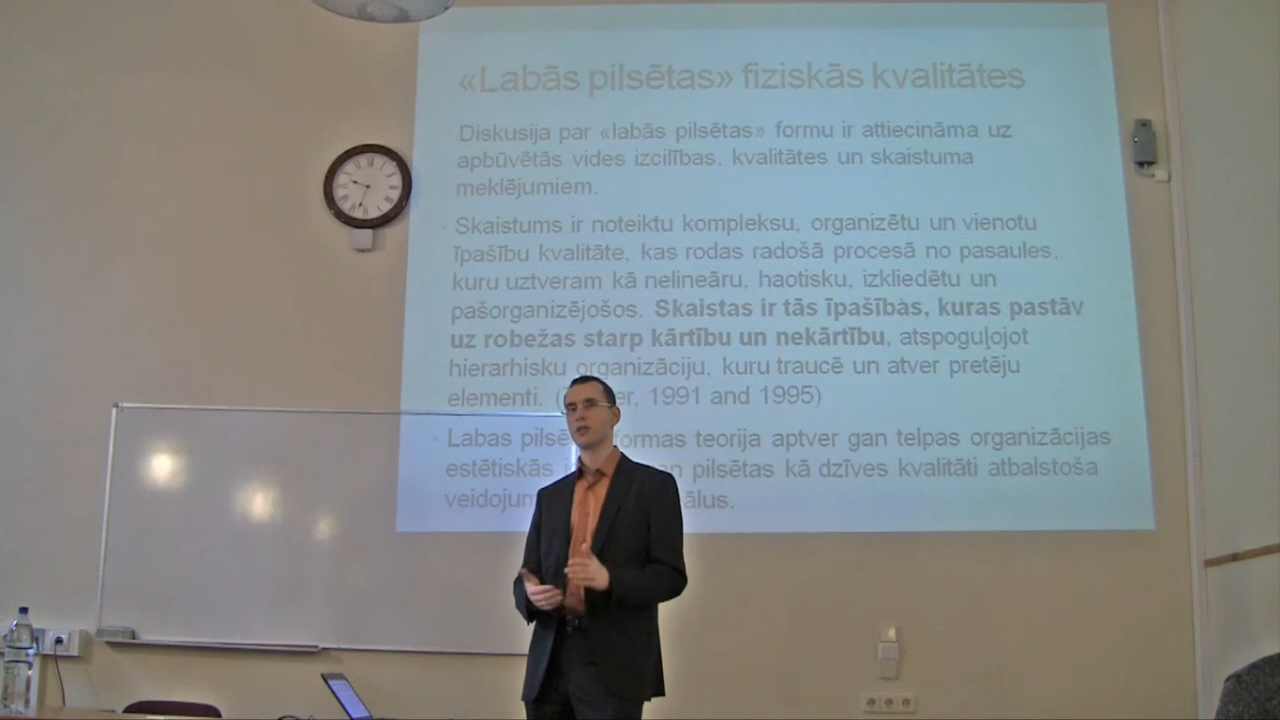 «Labās pilsētas» fiziskās kvalitātes
Diskusija par «labās pilsētas» formu ir attiecināma uz
apbūvētās vides izcilības, kvalitātes un skaistuma
meklējumiem.
Skaistums ir noteiktu kompleksu, organizētu un vienotu
īpašību kvalitāte, kas rodas radošā procesā no pasaules,
kuru uztveram kā nelineāru, haotisku, izkliedētu un
pašorganizējošos. Skaistas ir tās īpašības, kuras pastāv
uz robežas starp kārtību un nekārtību, atspoguļojot
hierarhisku organizāciju, kuru traucē un atver pretēju
elementi. ( er, 1991 and 1995)
Labas pilsē formas teorija aptver gan telpas organizācijas
estētiskās pilsētas kā dzīves kvalitāti atbalstoša
veidojum